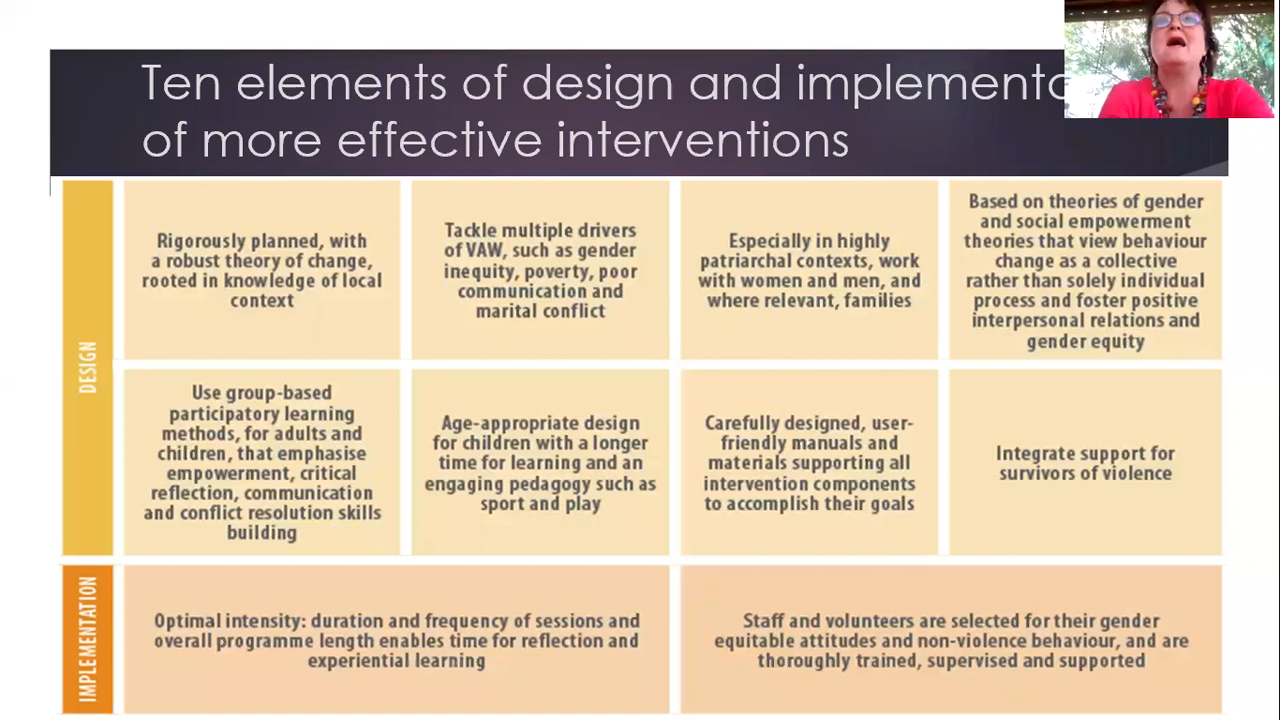 Ten elements of design and implementa
of more effective interventions
DESIGN
Rigorously planned, with
a robust theory of change,
rooted in knowledge of local
context
Tackle multiple drivers
of VAW, such as gender
inequity, poverty, poor
communication and
marital conflict
Especially in highly
patriarchal contexts, work
with women and men, and
where relevant, families
Based on theories of gender
and social empowerment
theories that view behaviour
change as a collective
rather than solely individual
process and foster positive
interpersonal relations and
gender equity
Use group-based
participatory learning
methods, for adults and
children, that emphasise
empowerment, critical
reflection, communication
and conflict resolution skills
building
Age-appropriate design
for children with a longer
time for learning and an
engaging pedagogy such as
sport and play
Carefully designed, user-
friendly manuals and
materials supporting all
intervention components
to accomplish their goals
Integrate support for
survivors of violence
IMPLEMENTATION
Optimal intensity: duration and frequency of sessions and
overall programme length enables time for reflection and
experiential learning
Staff and volunteers are selected for their gender
equitable attitudes and non-violence behaviour, and are
thoroughly trained, supervised and supported